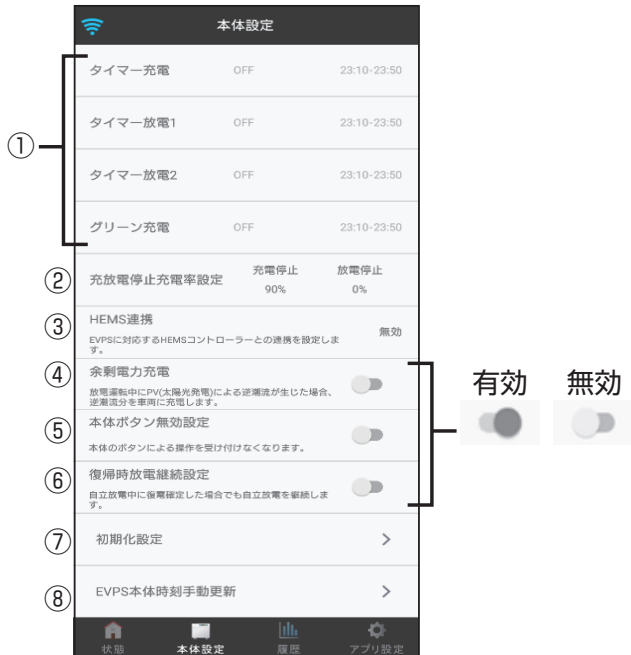 本体設定
①
タイマー充電 OFF 23:10-23:50
タイマー放電1 OFF 23:10-23:50
タイマー放電2 OFF 23:10-23:50
グリーン充電 OFF 23:10-23:50
②
充放電停止充電率設定
充電停止 放電停止
90% 0%
③
HEMS連携
無効
EVPSに対応するHEMSコントローラーとの連携を設定しま
す。
④
余剰電力充電
放電運転中にPV(太陽光発電)による逆潮流が生じた場合、
逆潮流分を車両に充電します。
⑤
本体ボタン無効設定
本体のボタンによる操作を受け付けなくなります。
⑥
復帰時放電継続設定
自立放電中に復電確定した場合でも自立放電を継続しま
す。
有効 無効
⑦
初期化設定 >
⑧
EVPS本体時刻手動更新 >
状態 本体設定 履歴 アプリ設定